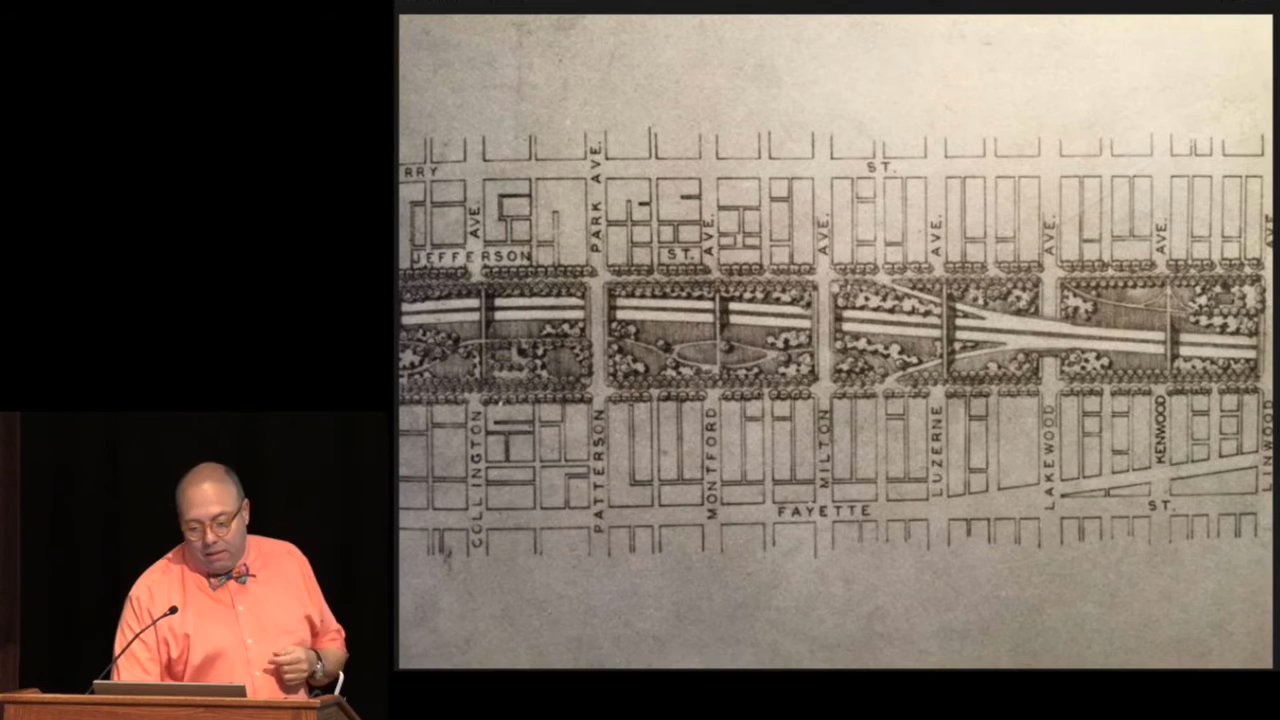 RRY ST.
PARK AVE.
AVE.
AVE.
AVE.
AVE.
AVE.
AVE.
AVE
JEFFERSON ST.
COLLINGTON
PATTERSON
MONTFORD
MILTON
LUZERNE
LAKEWOOD
KENWOOD
LINWOOD
FAYETTE ST.